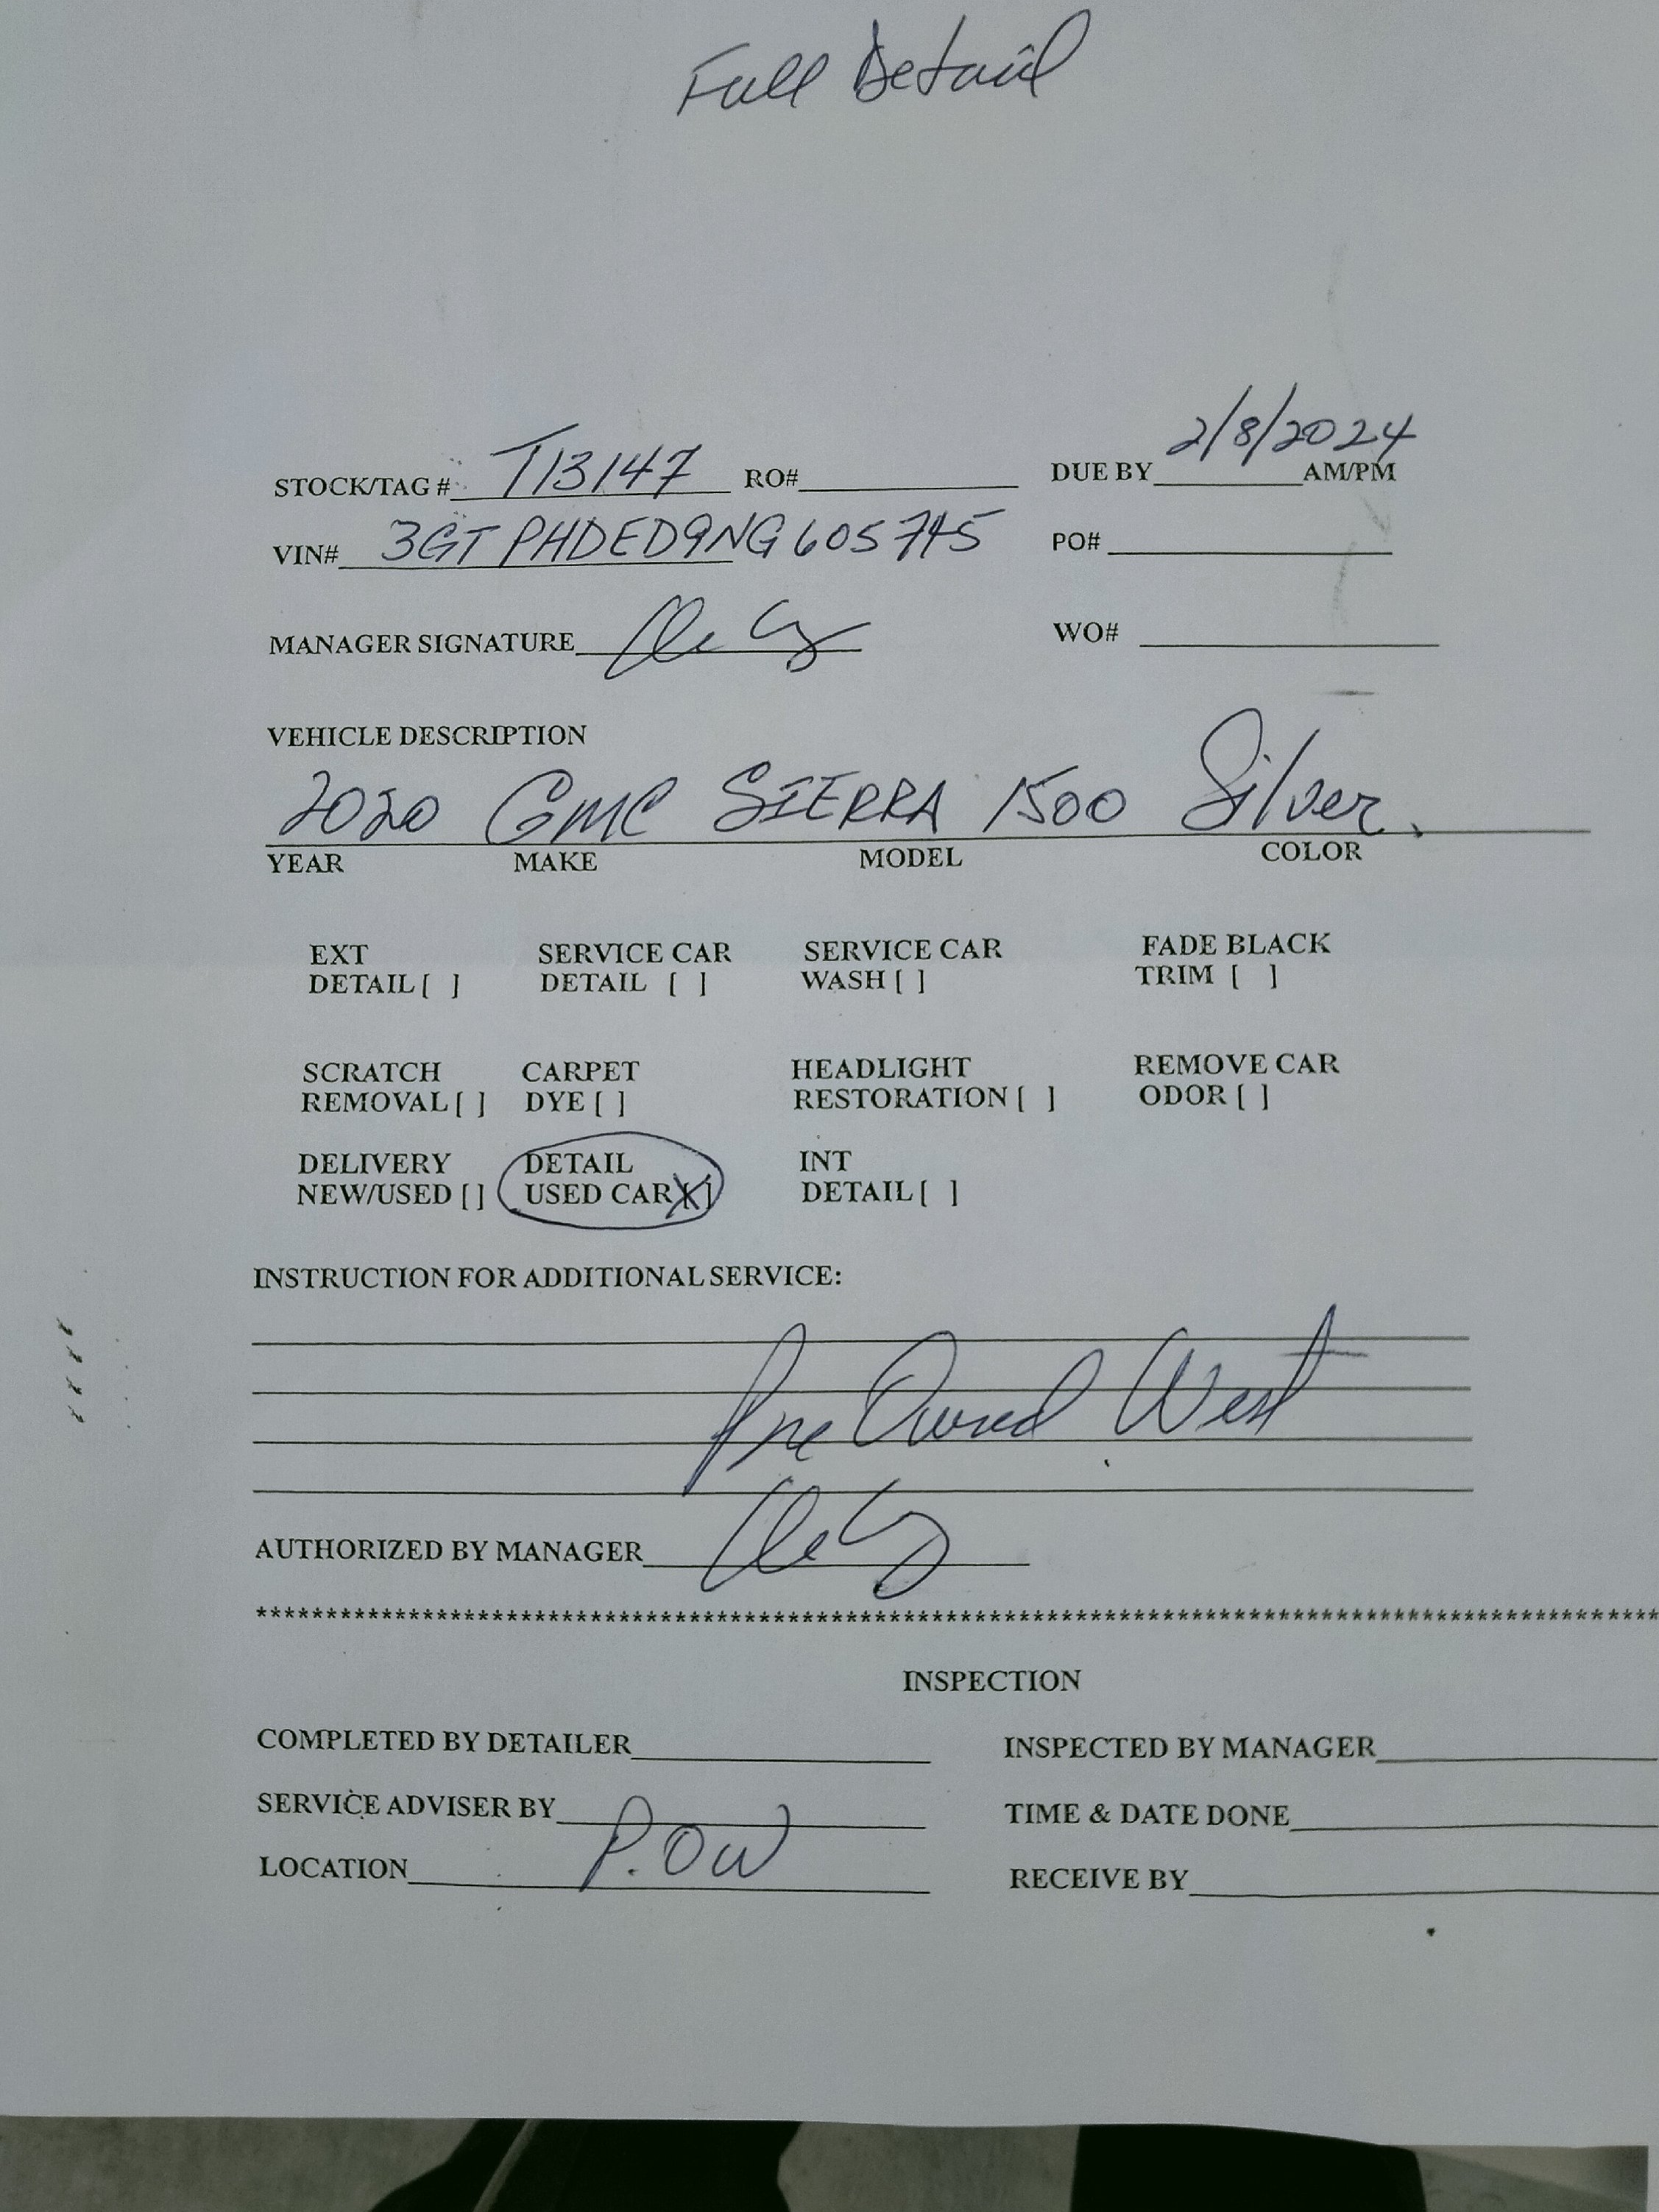 Full Detail
STOCK/TAG # T13147 RO# DUE BY 2/8/2024 AM/PM
VIN# 3GTPHDED9NG605745 PO#
MANAGER SIGNATURE WO#
VEHICLE DESCRIPTION
2020 GMC SIERRA 1500 Silver.
YEAR MAKE MODEL COLOR
EXT SERVICE CAR SERVICE CAR FADE BLACK
DETAIL [ ] DETAIL [ ] WASH [ ] TRIM [ ]
SCRATCH CARPET HEADLIGHT REMOVE CAR
REMOVAL [ ] DYE [ ] RESTORATION [ ] ODOR [ ]
DELIVERY DETAIL INT
NEW/USED [ ] USED CAR [X] DETAIL [ ]
INSTRUCTION FOR ADDITIONAL SERVICE:
Pre Owned West
AUTHORIZED BY MANAGER
****************************************************************************************************
INSPECTION
COMPLETED BY DETAILER INSPECTED BY MANAGER
SERVICE ADVISER BY TIME & DATE DONE
LOCATION P.OW RECEIVE BY